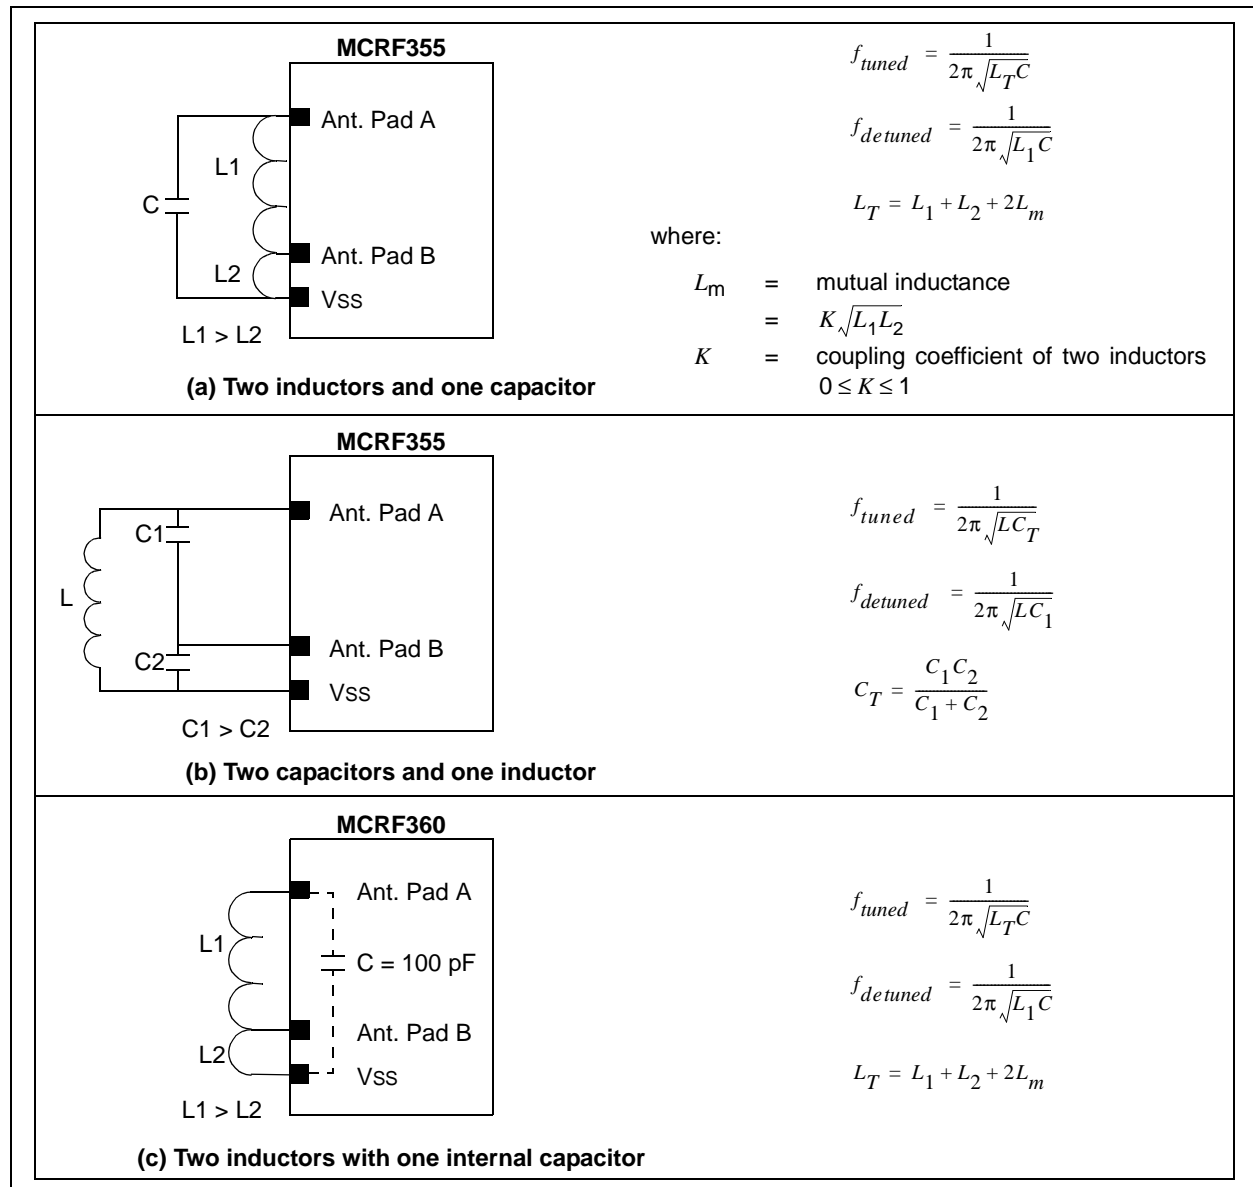 MCRF355
Ant. Pad A
L1
C
Ant. Pad B
L2
VSS
L1 > L2
(a) Two inductors and one capacitor
f_tuned = 1 / 2π√(L_T C)
f_detuned = 1 / 2π√(L_1 C)
L_T = L_1 + L_2 + 2L_m
where:
L_m = mutual inductance
= K√(L_1 L_2)
K = coupling coefficient of two inductors
0 ≤ K ≤ 1
MCRF355
Ant. Pad A
C1
L
Ant. Pad B
C2
VSS
C1 > C2
(b) Two capacitors and one inductor
f_tuned = 1 / 2π√(L C_T)
f_detuned = 1 / 2π√(L C_1)
C_T = C_1 C_2 / C_1 + C_2
MCRF360
Ant. Pad A
L1
C = 100 pF
Ant. Pad B
L2
VSS
L1 > L2
(c) Two inductors with one internal capacitor
f_tuned = 1 / 2π√(L_T C)
f_detuned = 1 / 2π√(L_1 C)
L_T = L_1 + L_2 + 2L_m